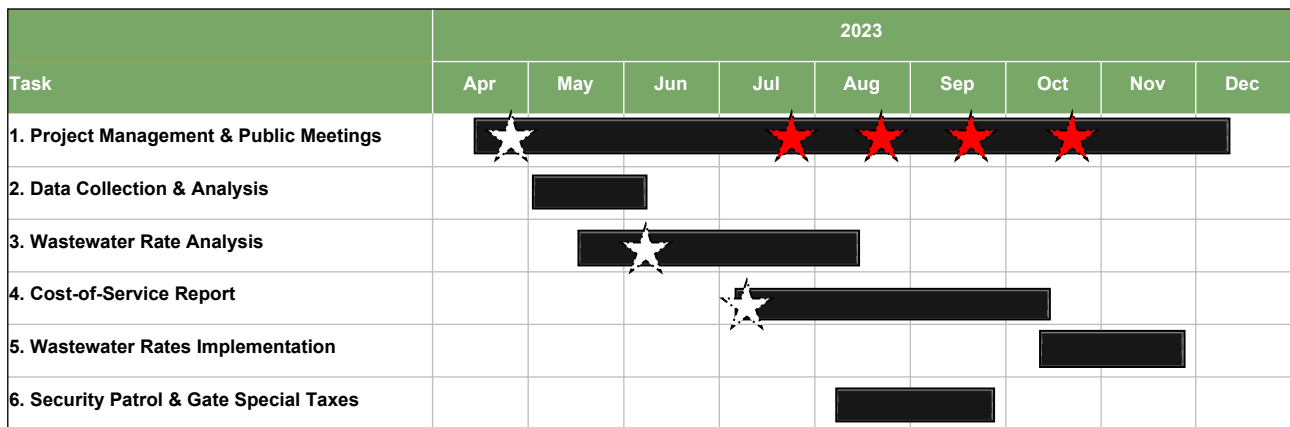 2023
Task Apr May Jun Jul Aug Sep Oct Nov Dec
1. Project Management & Public Meetings
2. Data Collection & Analysis
3. Wastewater Rate Analysis
4. Cost-of-Service Report
5. Wastewater Rates Implementation
6. Security Patrol & Gate Special Taxes